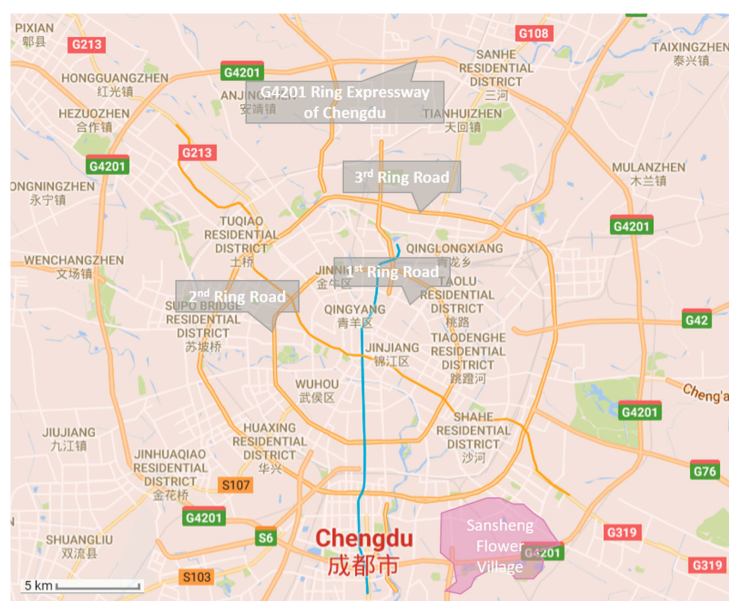 PIXIAN
郫县
G213
G108
SANHE
RESIDENTIAL
DISTRICT
三河
TAIXINGZHEN
泰兴镇
HONGGUANGZHEN
红光镇
G4201
G4201 Ring Expressway
of Chengdu
安靖镇
HEZUOZHEN
合作镇
TIANHUIZHEN
天回镇
G4201
G213
MULANZHEN
木兰镇
3rd Ring Road
永宁镇
TUQIAO
RESIDENTIAL
DISTRICT
土桥
G4201
QINGLONGXIANG
青龙乡
WENCHANGZHEN
文场镇
1st Ring Road
金牛区
2nd Ring Road
TAOLU
RESIDENTIAL
DISTRICT
桃路
SUPO BRIDGE
RESIDENTIAL
DISTRICT
苏坡桥
QINGYANG
青羊区
G42
JINJIANG
锦江区
TIAODENGHE
RESIDENTIAL
DISTRICT
跳蹬河
WUHOU
武侯区
Cheng'a
G4201
SHAHE
RESIDENTIAL
DISTRICT
沙河
JIUJIANG
九江镇
HUAXING
RESIDENTIAL
DISTRICT
华兴
JINHUAQIAO
RESIDENTIAL
DISTRICT
金花桥
G76
S107
G4201
S6
Chengdu
成都市
Sansheng
Flower
Village
G4201
G319
G319
SHUANGLIU
双流县
S103
5 km